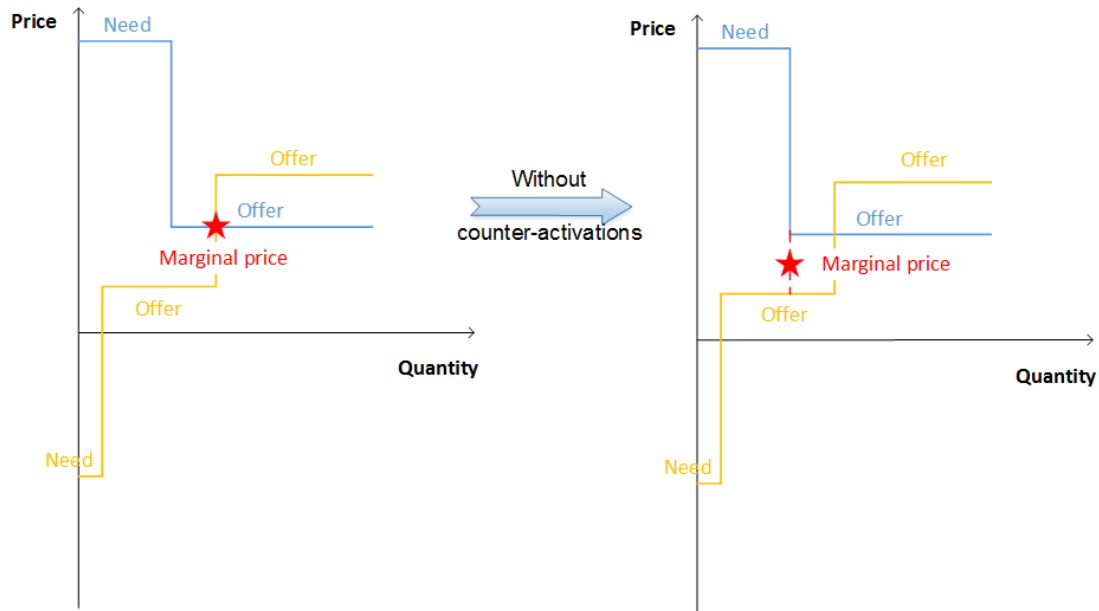 Price
Need
Offer
Offer
Marginal price
Offer
Quantity
Need
Without
counter-activations
Price
Need
Offer
Offer
Marginal price
Offer
Quantity
Need